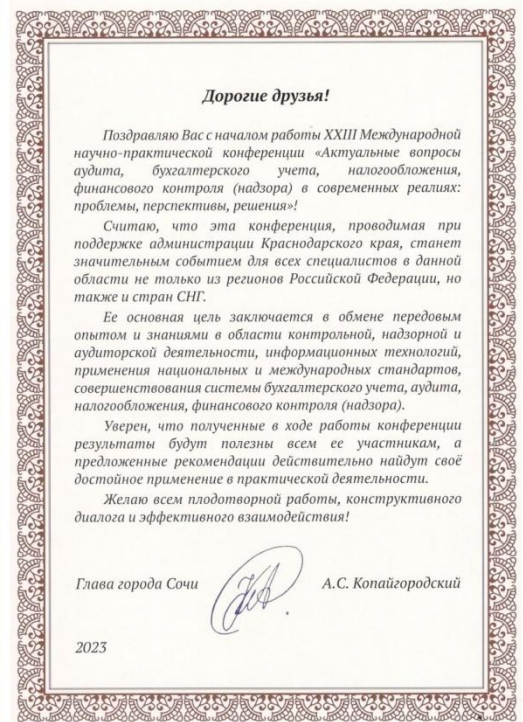 Дорогие друзья!
Поздравляю Вас с началом работы XXIII Международной
научно-практической конференции «Актуальные вопросы
аудита, бухгалтерского учета, налогообложения,
финансового контроля (надзора) в современных реалиях:
проблемы, перспективы, решения»!
Считаю, что эта конференция, проводимая при
поддержке администрации Краснодарского края, станет
значительным событием для всех специалистов в данной
области не только из регионов Российской Федерации, но
также и стран СНГ.
Ее основная цель заключается в обмене передовым
опытом и знаниями в области контрольной, надзорной и
аудиторской деятельности, информационных технологий,
применения национальных и международных стандартов,
совершенствования системы бухгалтерского учета, аудита,
налогообложения, финансового контроля (надзора).
Уверен, что полученные в ходе работы конференции
результаты будут полезны всем ее участникам, а
предложенные рекомендации действительно найдут своё
достойное применение в практической деятельности.
Желаю всем плодотворной работы, конструктивного
диалога и эффективного взаимодействия!
Глава города Сочи А.С. Копайгородский
2023